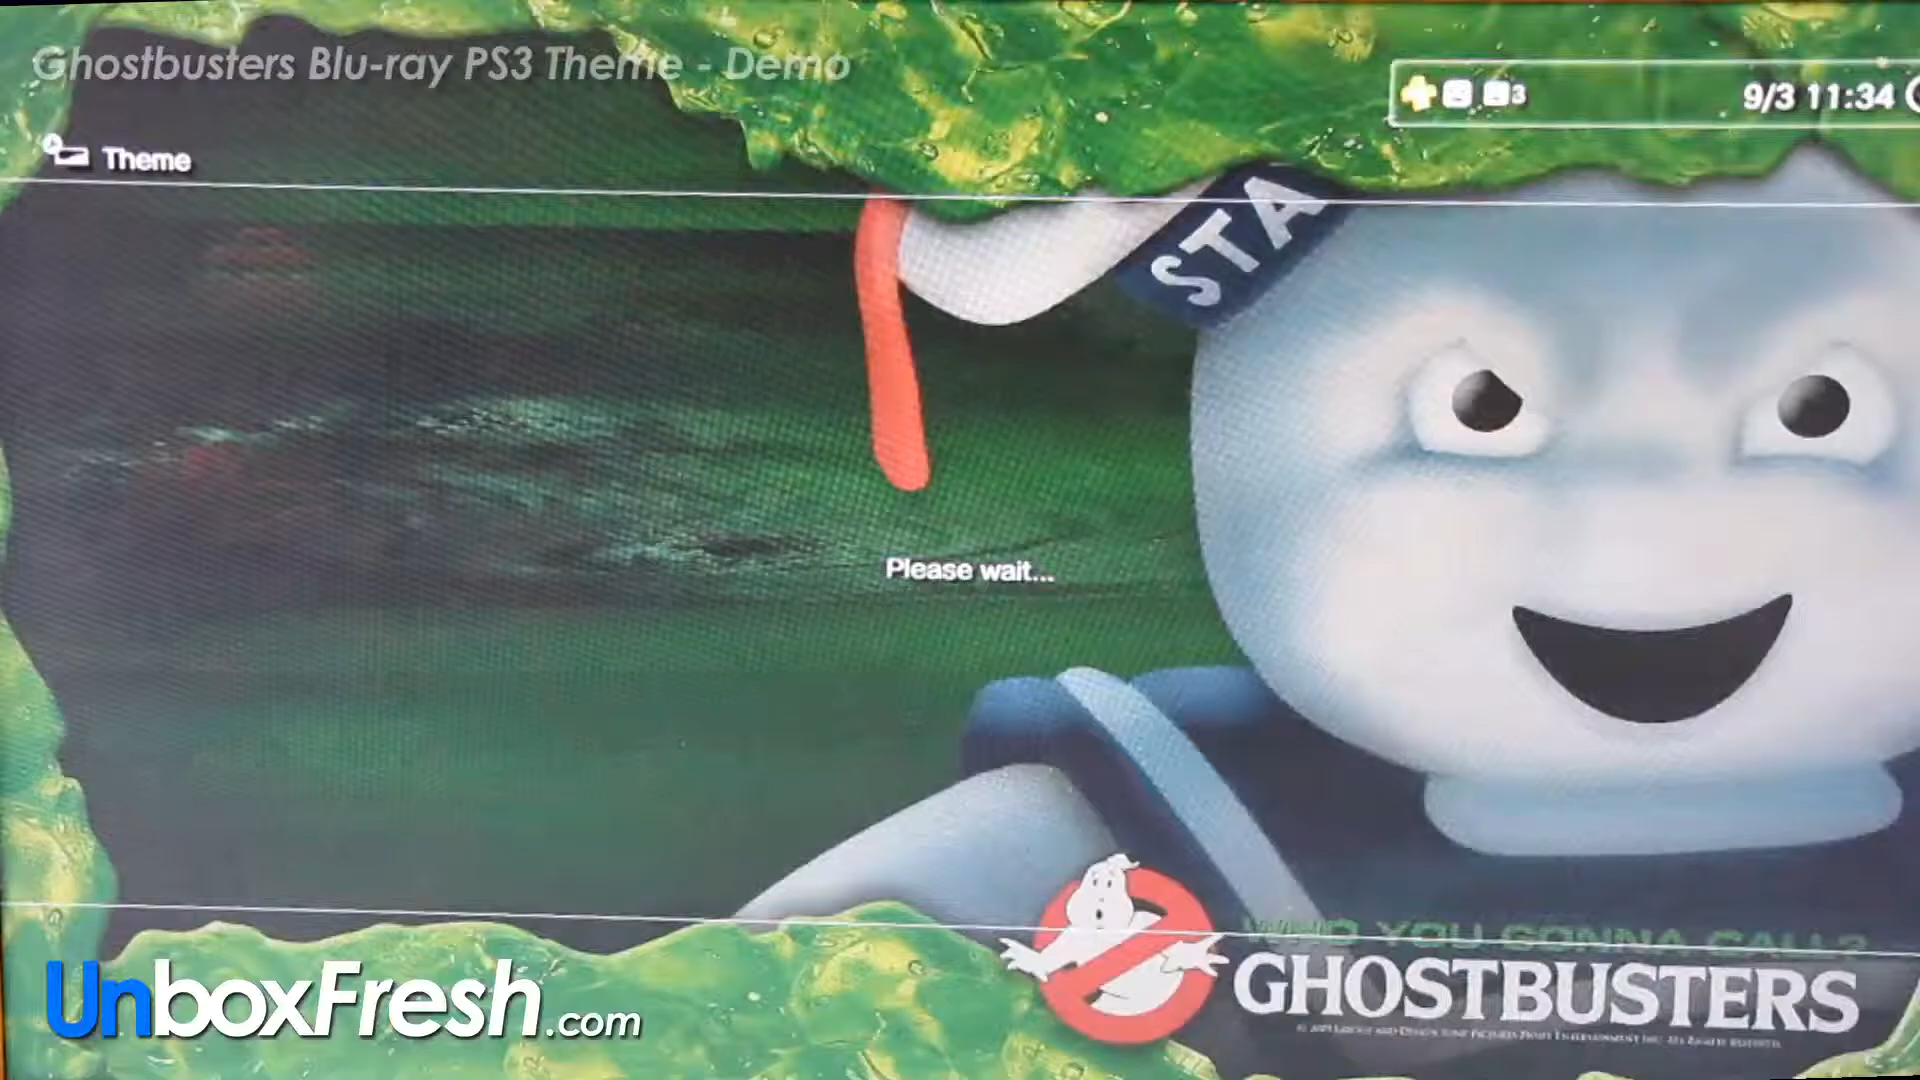 Ghostbusters Blu-ray PS3 Theme - Demo
3
9/3 11:34
Theme
STA
Please wait...
WHO YOU GONNA CALL?
GHOSTBUSTERS
UnboxFresh.com